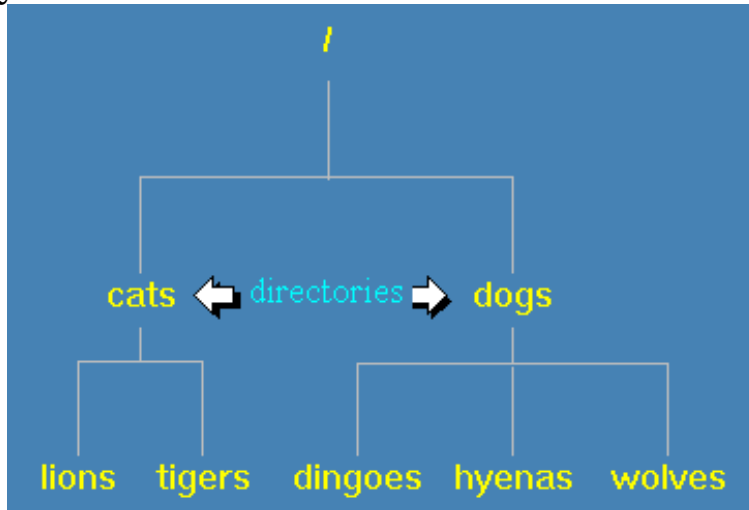 /
cats directories dogs
lions tigers dingoes hyenas wolves